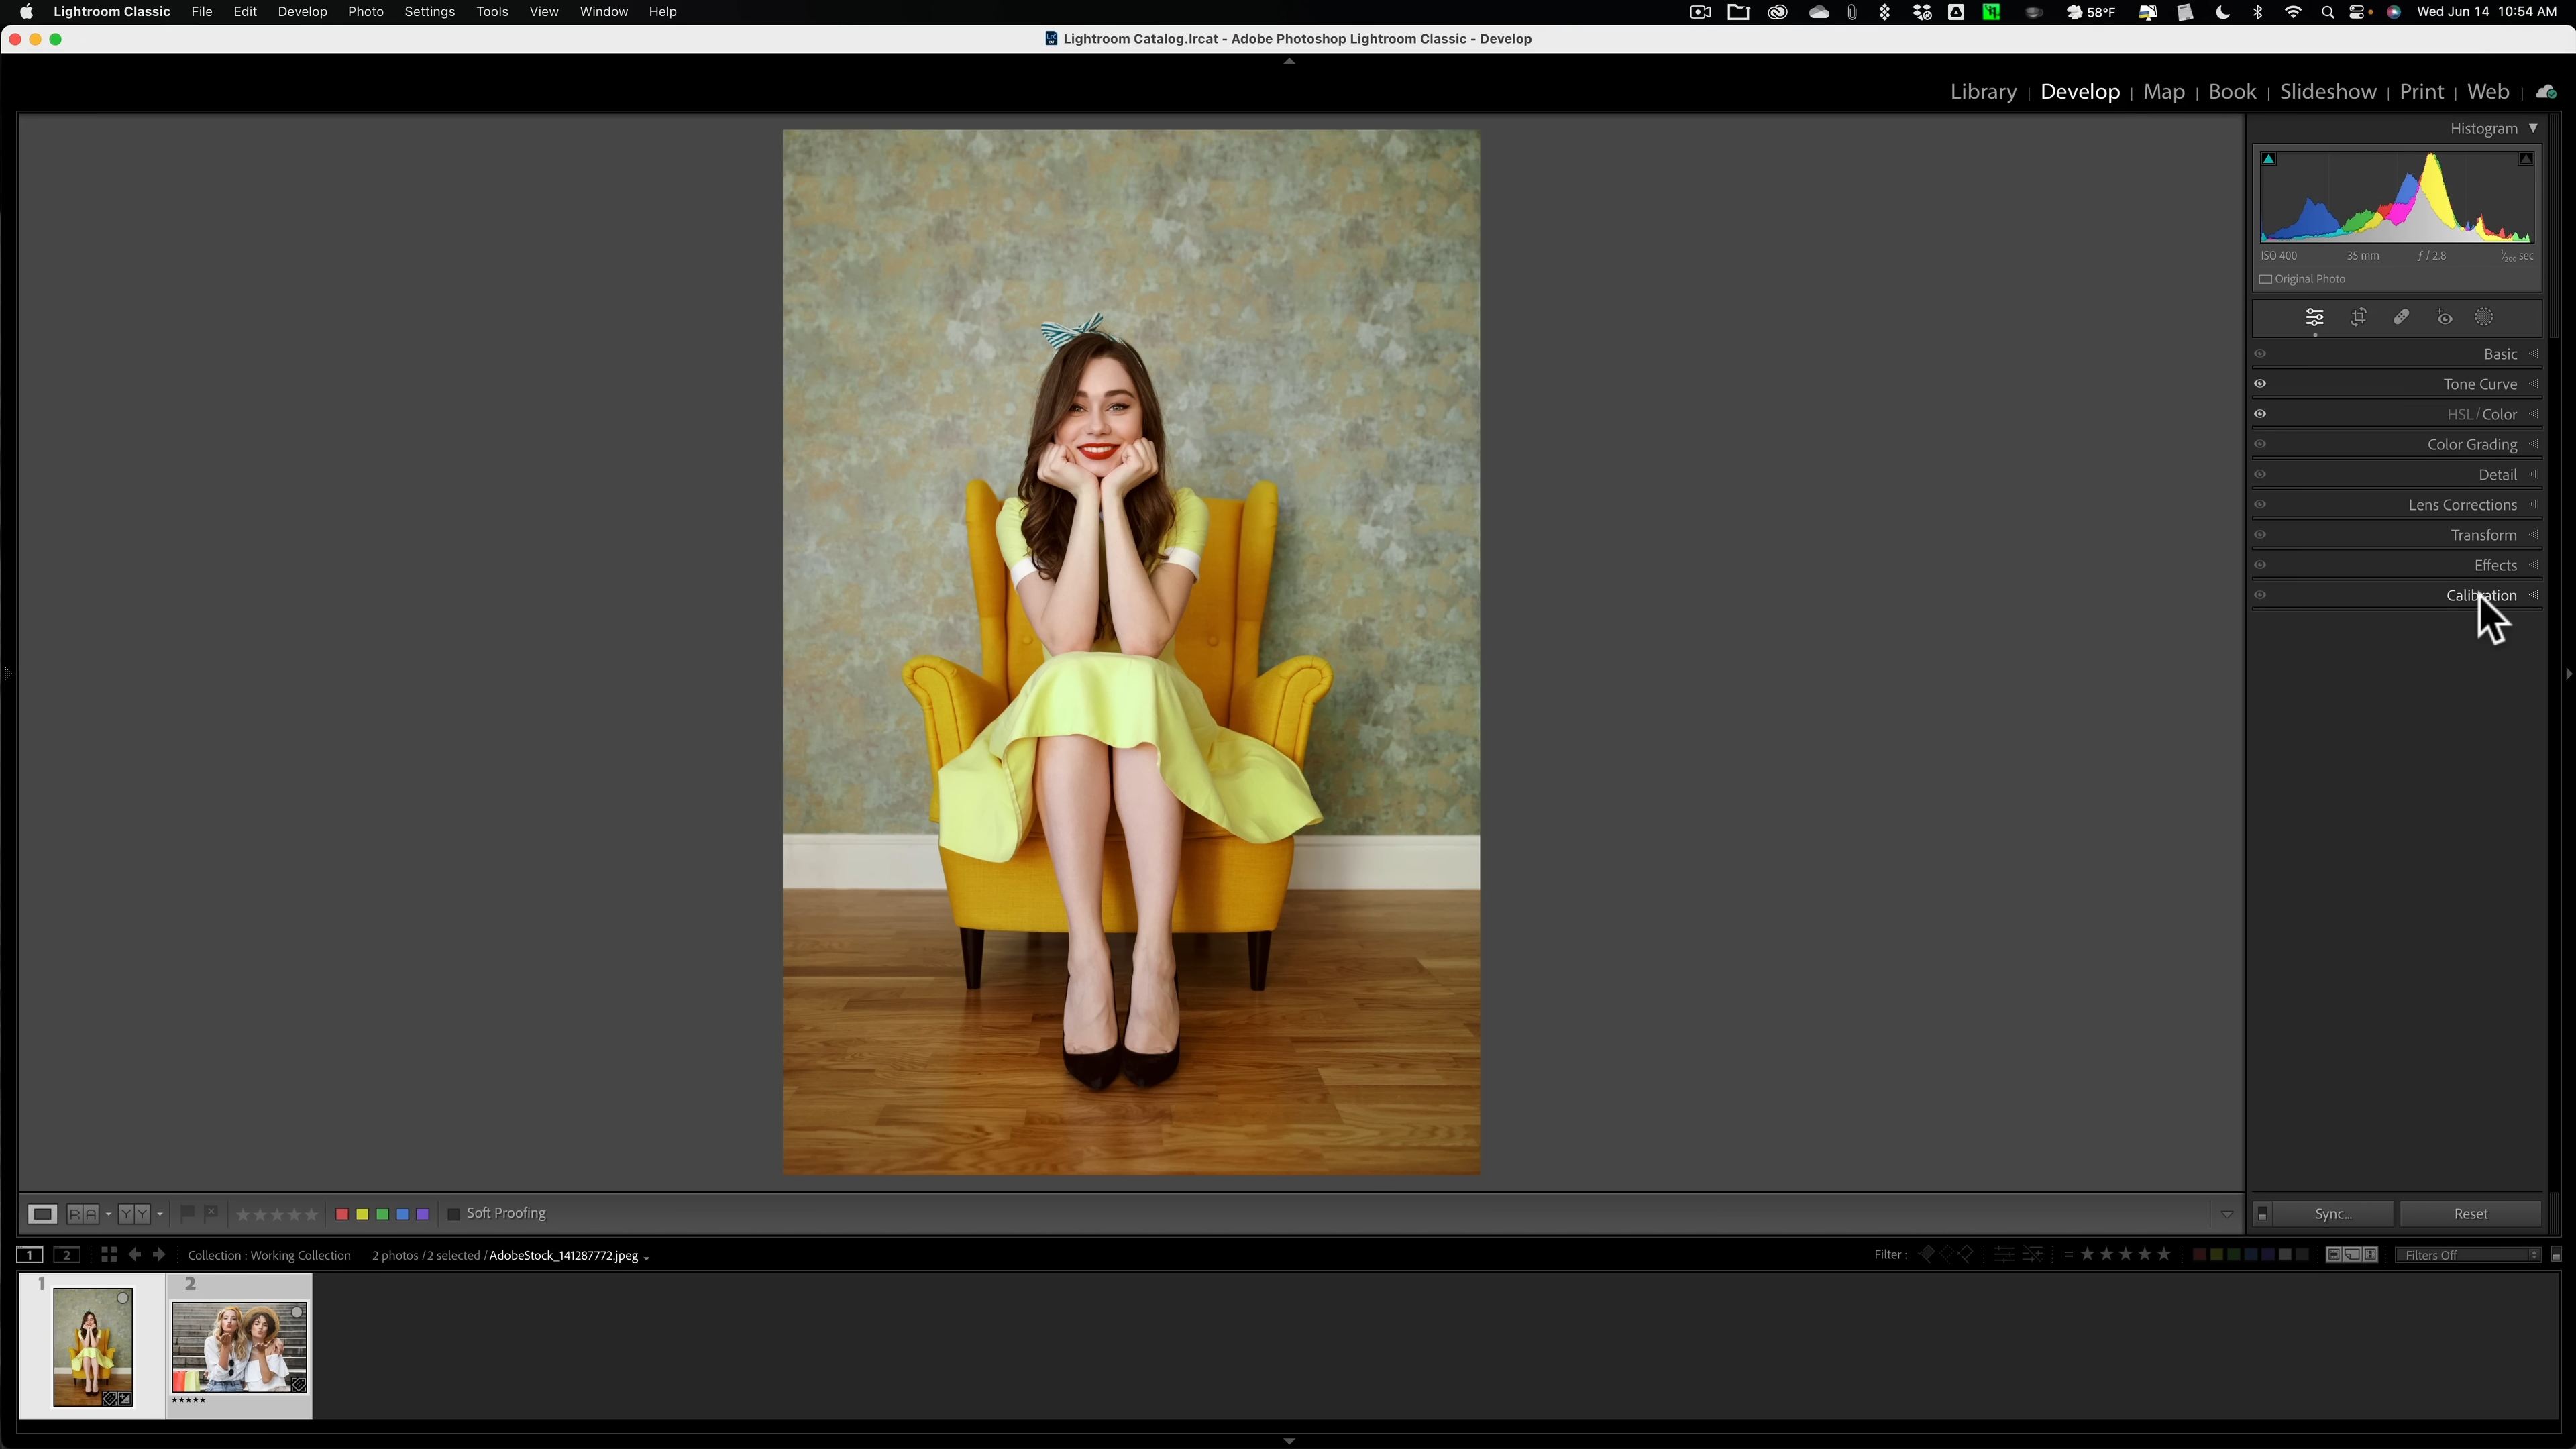 Lightroom Classic File Edit Develop Photo Settings Tools View Window Help 58°F Wed Jun 14 10:54 AM
Lightroom Catalog.lrcat - Adobe Photoshop Lightroom Classic - Develop
Library | Develop | Map | Book | Slideshow | Print | Web |
Histogram
ISO 400 35 mm ƒ / 2.8 1/200 sec
Original Photo
Basic
Tone Curve
HSL / Color
Color Grading
Detail
Lens Corrections
Transform
Effects
Calibration
R A Y Y Soft Proofing
Sync... Reset
1 2 Collection : Working Collection 2 photos / 2 selected / AdobeStock_141287772.jpeg Filter : Filters Off
1 2